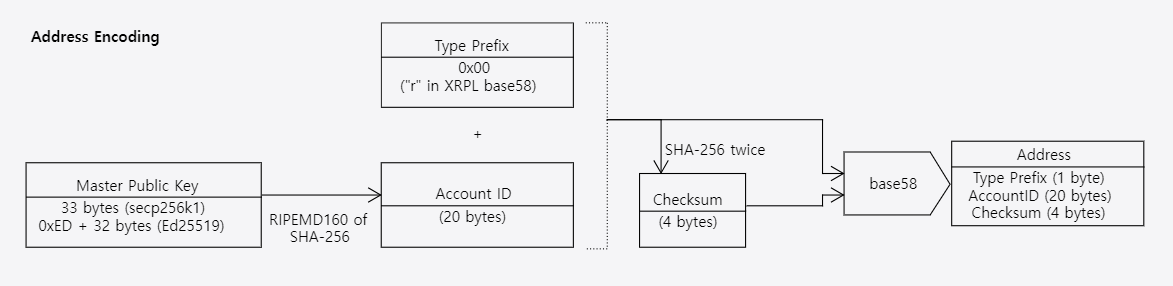 Address Encoding
Type Prefix
0x00
("r" in XRPL base58)
+
Master Public Key
33 bytes (secp256k1)
0xED + 32 bytes (Ed25519)
RIPEMD160 of
SHA-256
Account ID
(20 bytes)
SHA-256 twice
Checksum
(4 bytes)
base58
Address
Type Prefix (1 byte)
AccountID (20 bytes)
Checksum (4 bytes)